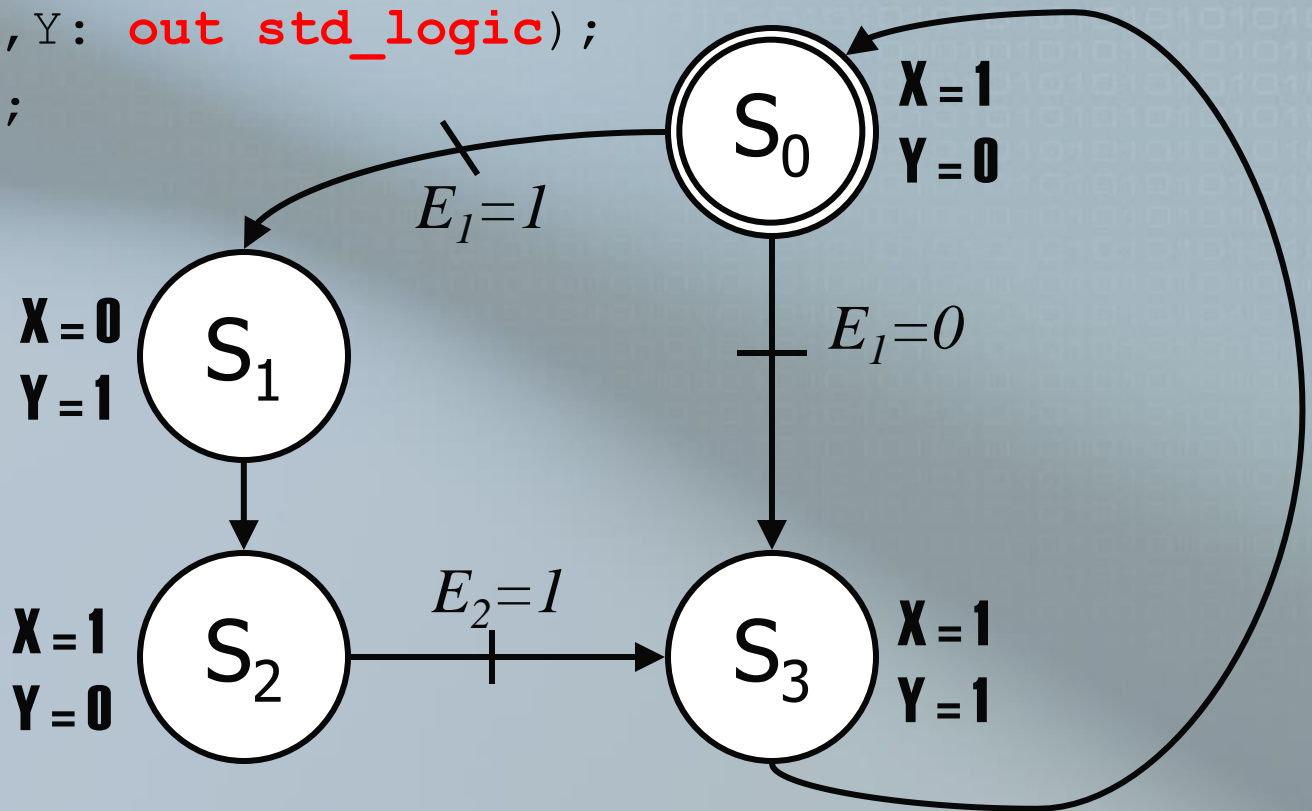 ,Y: out std_logic);
;
S0
X = 1
Y = 0
E1=1
X = 0
Y = 1
S1
E1=0
E2=1
X = 1
Y = 0
S2
S3
X = 1
Y = 1